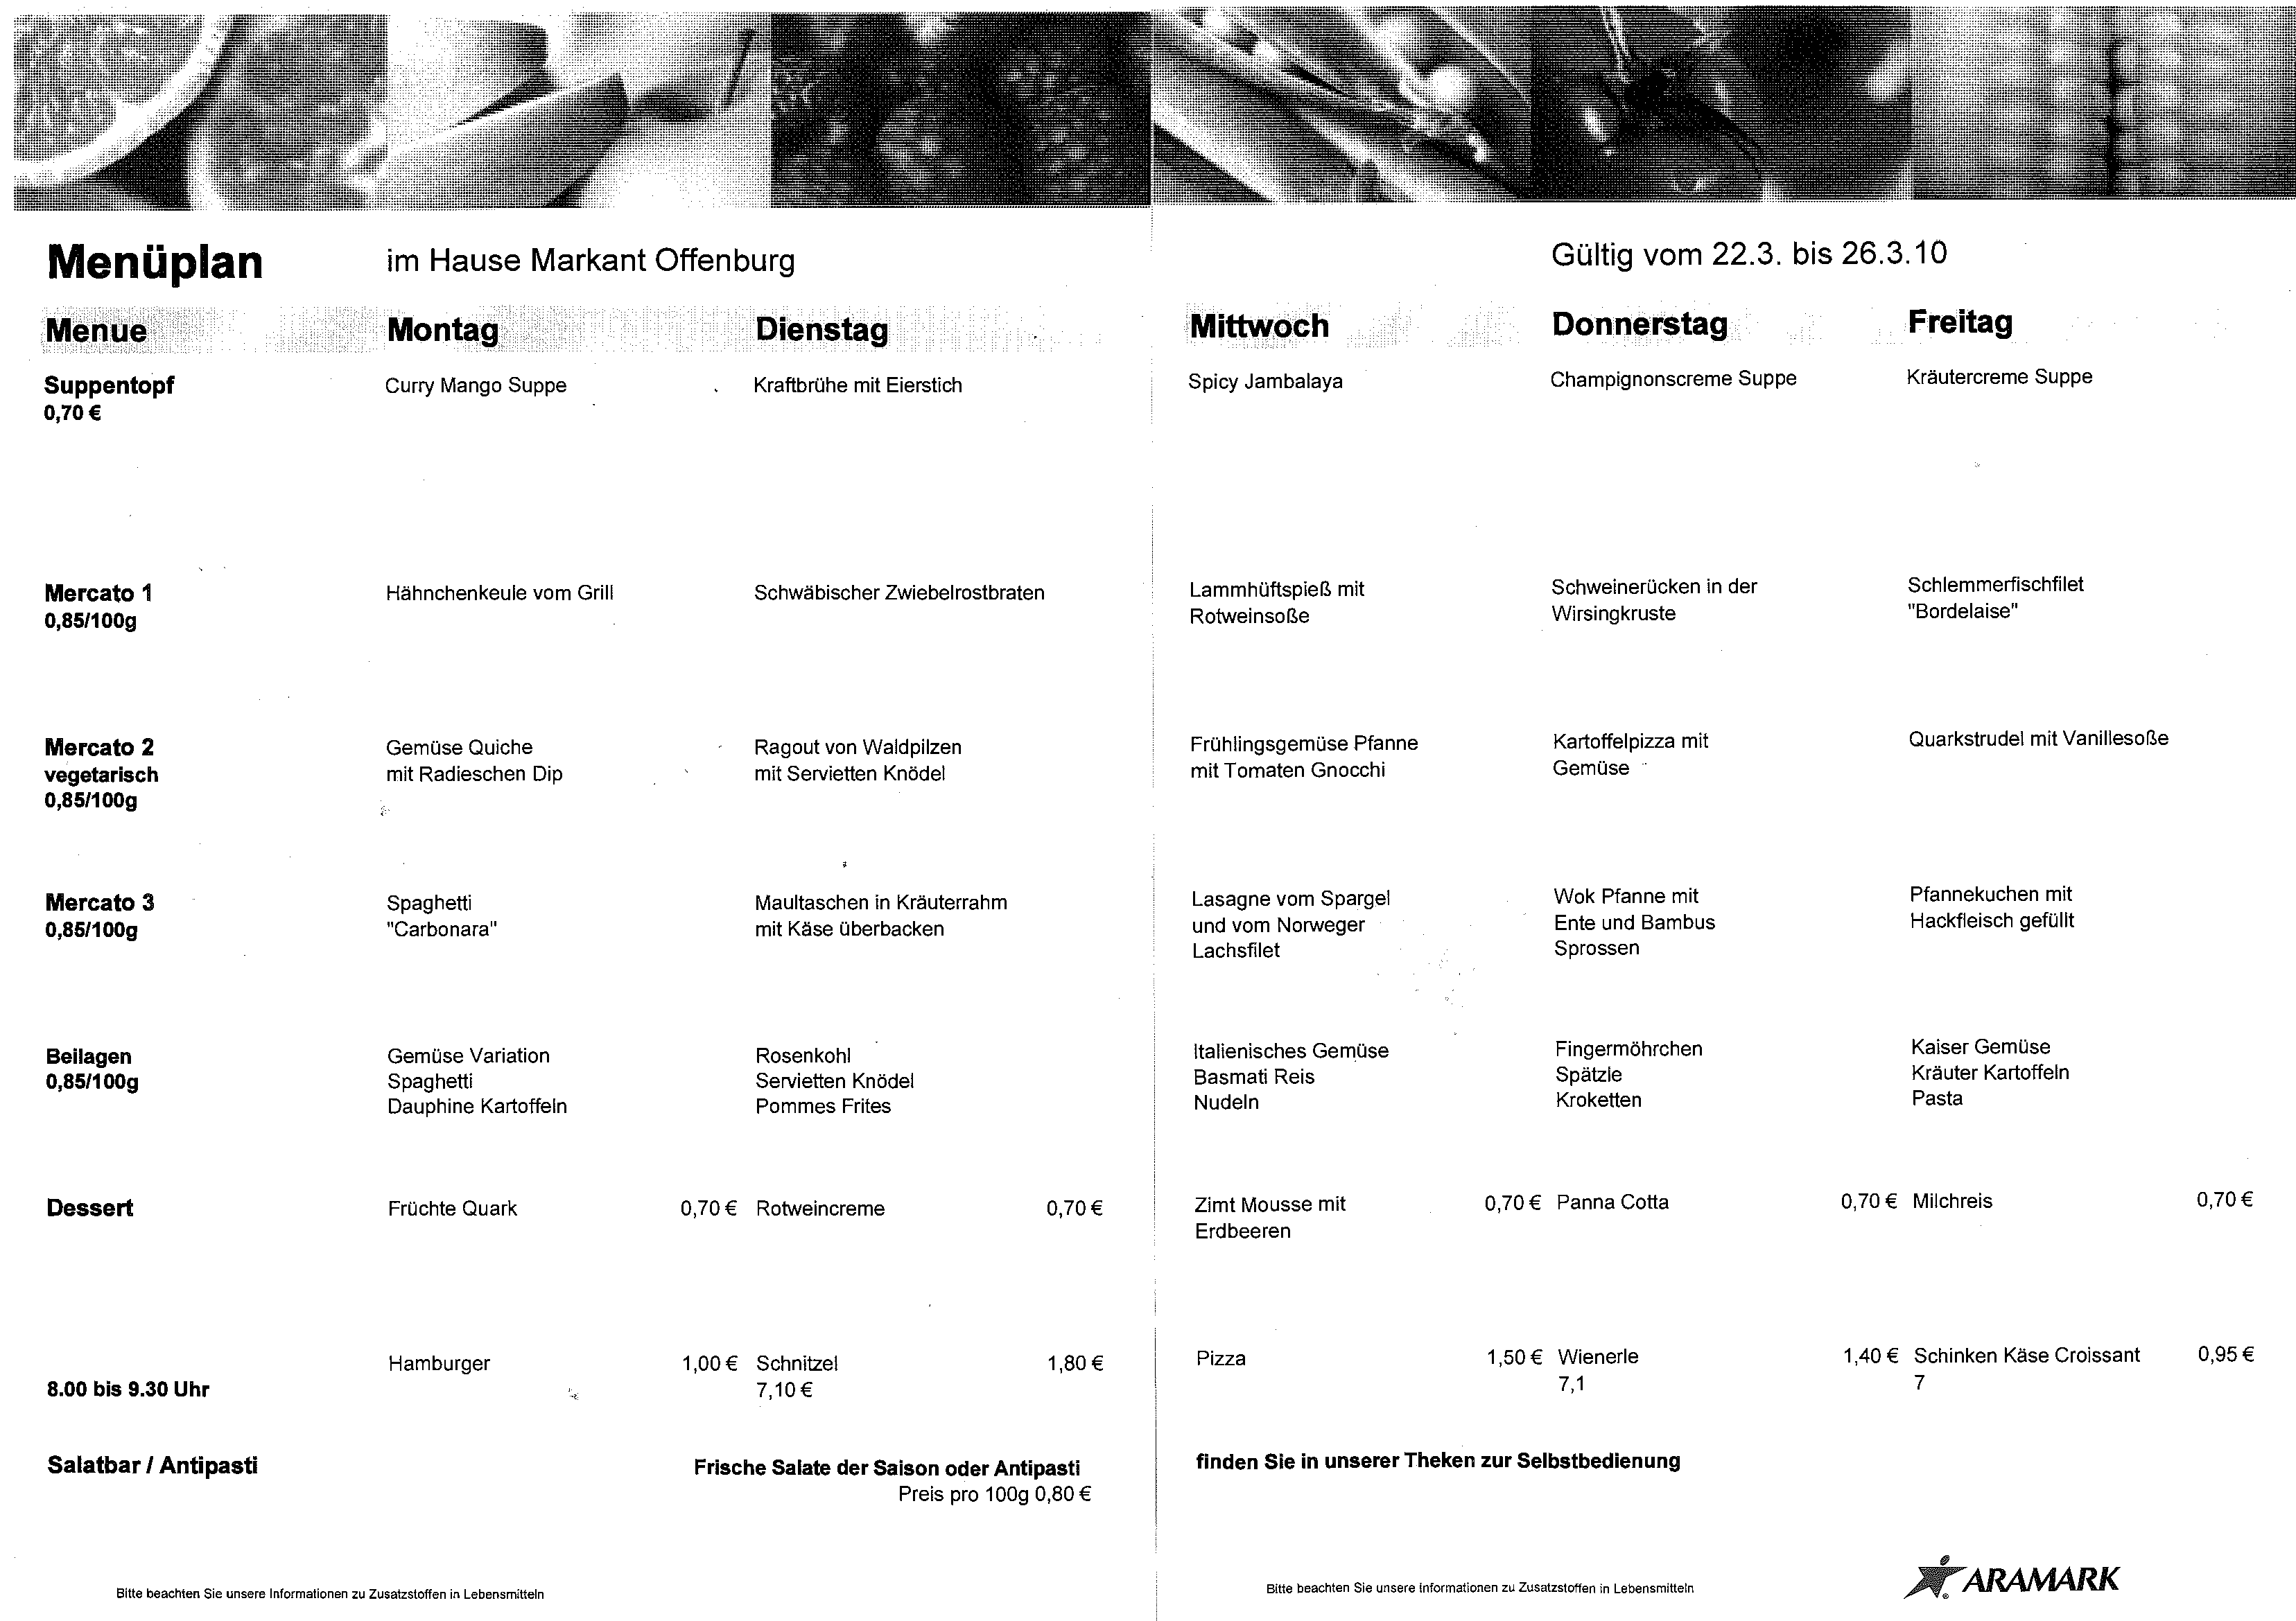 Menüplan im Hause Markant Offenburg Gültig vom 22.3. bis 26.3.10
Menue Montag Dienstag Mittwoch Donnerstag Freitag
Suppentopf Curry Mango Suppe Kraftbrühe mit Eierstich Spicy Jambalaya Champignonscreme Suppe Kräutercreme Suppe
0,70 €
Mercato 1 Hähnchenkeule vom Grill Schwäbischer Zwiebelrostbraten Lammhüftspieß mit Schweinerücken in der Schlemmerfischfilet
0,85/100g Rotweinsoße Wirsingkruste "Bordelaise"
Mercato 2 Gemüse Quiche Ragout von Waldpilzen Frühlingsgemüse Pfanne Kartoffelpizza mit Quarkstrudel mit Vanillesoße
vegetarisch mit Radieschen Dip mit Servietten Knödel mit Tomaten Gnocchi Gemüse
0,85/100g
Mercato 3 Spaghetti Maultaschen in Kräuterrahm Lasagne vom Spargel Wok Pfanne mit Pfannekuchen mit
0,85/100g "Carbonara" mit Käse überbacken und vom Norweger Ente und Bambus Hackfleisch gefüllt
Lachsfilet Sprossen
Beilagen Gemüse Variation Rosenkohl Italienisches Gemüse Fingermöhrchen Kaiser Gemüse
0,85/100g Spaghetti Servietten Knödel Basmati Reis Spätzle Kräuter Kartoffeln
Dauphine Kartoffeln Pommes Frites Nudeln Kroketten Pasta
Dessert Früchte Quark 0,70 € Rotweincreme 0,70 € Zimt Mousse mit 0,70 € Panna Cotta 0,70 € Milchreis 0,70 €
Erdbeeren
Hamburger 1,00 € Schnitzel 1,80 € Pizza 1,50 € Wienerle 1,40 € Schinken Käse Croissant 0,95 €
8.00 bis 9.30 Uhr 7,10 € 7,1 7
Salatbar / Antipasti Frische Salate der Saison oder Antipasti finden Sie in unserer Theken zur Selbstbedienung
Preis pro 100g 0,80 €
Bitte beachten Sie unsere Informationen zu Zusatzstoffen in Lebensmitteln Bitte beachten Sie unsere Informationen zu Zusatzstoffen in Lebensmitteln ARAMARK